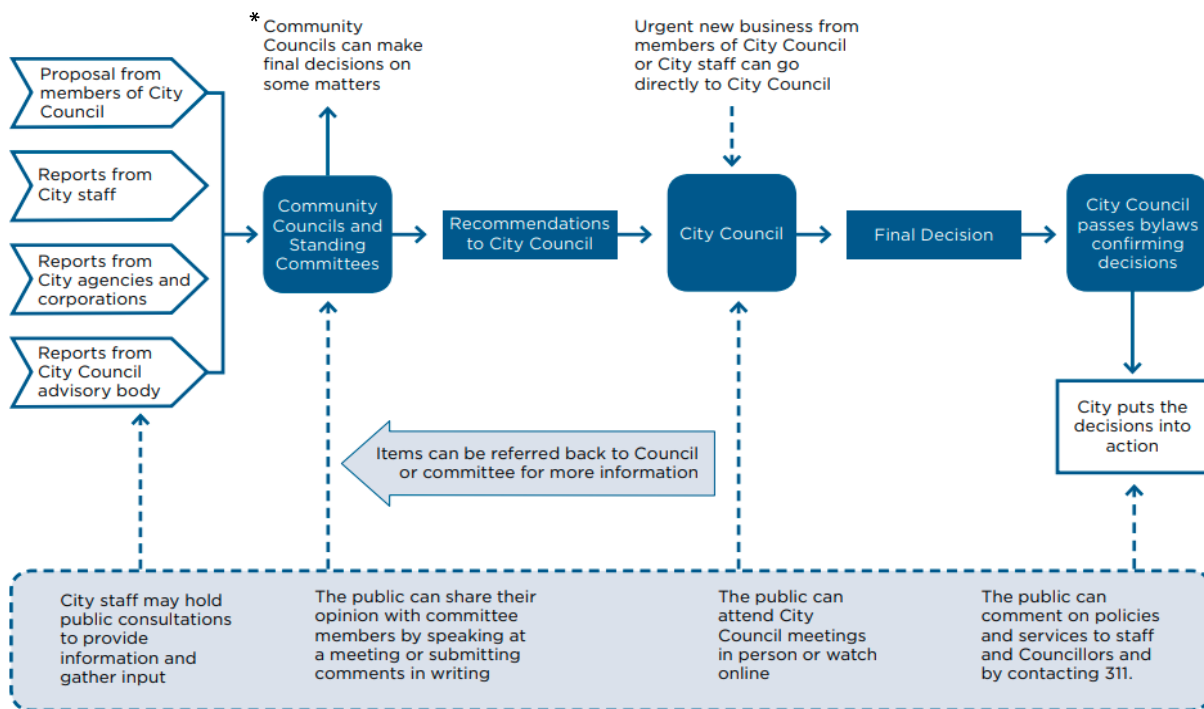 * Community
Councils can make
final decisions on
some matters
Urgent new business from
members of City Council
or City staff can go
directly to City Council
Proposal from
members of City
Council
Reports from
City staff
Reports from
City agencies and
corporations
Reports from
City Council
advisory body
Community
Councils and
Standing
Committees
Recommendations
to City Council
City Council
Final Decision
City Council
passes bylaws
confirming
decisions
City puts the
decisions into
action
Items can be referred back to Council
or committee for more information
City staff may hold
public consultations
to provide
information and
gather input
The public can share their
opinion with committee
members by speaking at
a meeting or submitting
comments in writing
The public can
attend City
Council meetings
in person or watch
online
The public can
comment on policies
and services to staff
and Councillors and
by contacting 311.